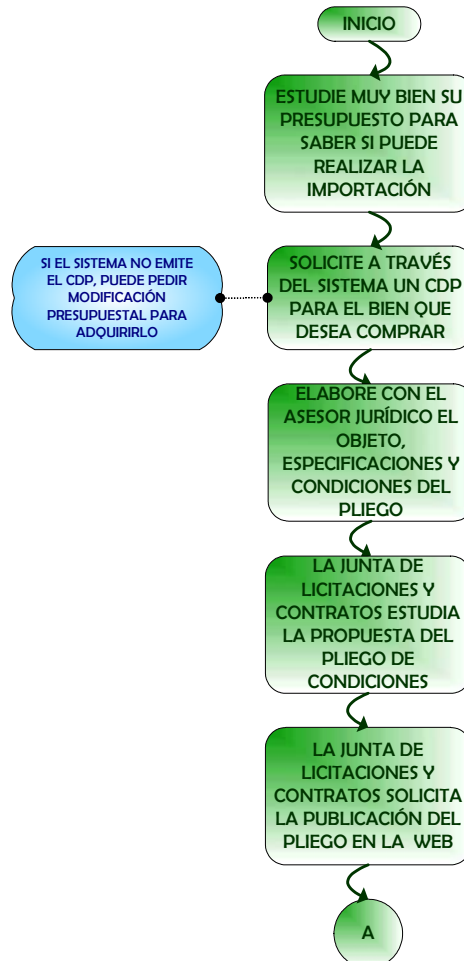 INICIO
ESTUDIE MUY BIEN SU
PRESUPUESTO PARA
SABER SI PUEDE
REALIZAR LA
IMPORTACIÓN
SI EL SISTEMA NO EMITE
EL CDP, PUEDE PEDIR
MODIFICACIÓN
PRESUPUESTAL PARA
ADQUIRIRLO
SOLICITE A TRAVÉS
DEL SISTEMA UN CDP
PARA EL BIEN QUE
DESEA COMPRAR
ELABORE CON EL
ASESOR JURÍDICO EL
OBJETO,
ESPECIFICACIONES Y
CONDICIONES DEL
PLIEGO
LA JUNTA DE
LICITACIONES Y
CONTRATOS ESTUDIA
LA PROPUESTA DEL
PLIEGO DE
CONDICIONES
LA JUNTA DE
LICITACIONES Y
CONTRATOS SOLICITA
LA PUBLICACIÓN DEL
PLIEGO EN LA WEB
A